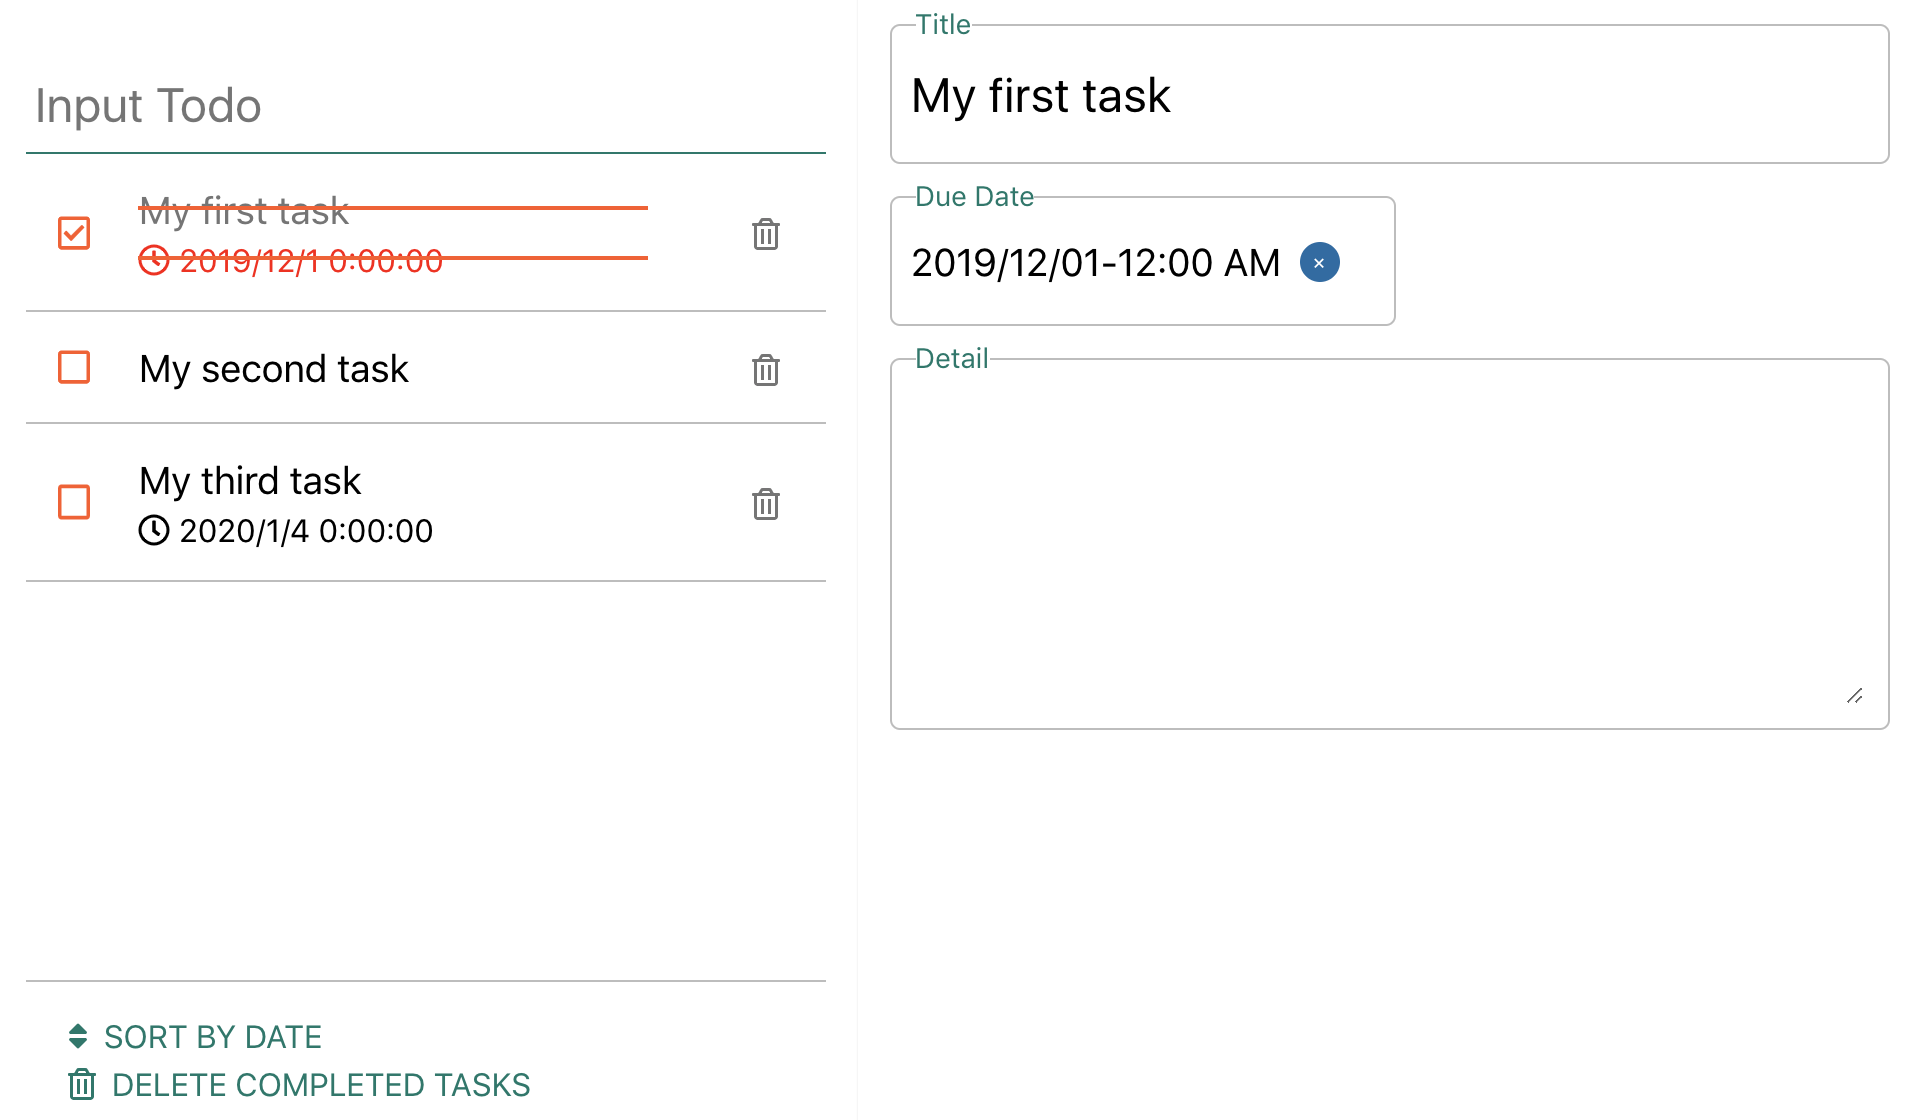 Input Todo
My first task
2019/12/1 0:00:00
My second task
My third task
2020/1/4 0:00:00
SORT BY DATE
DELETE COMPLETED TASKS
Title
My first task
Due Date
2019/12/01-12:00 AM ×
Detail